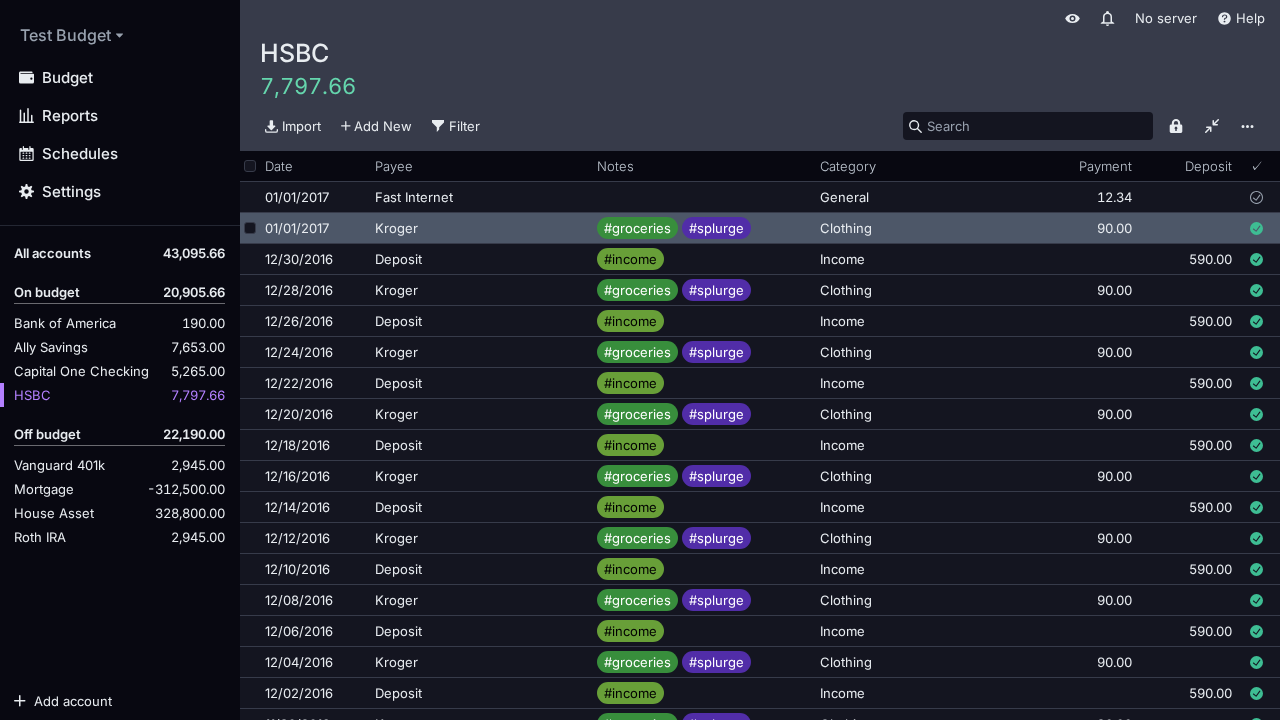 Test Budget
Budget
Reports
Schedules
Settings
All accounts 43,095.66
On budget 20,905.66
Bank of America 190.00
Ally Savings 7,653.00
Capital One Checking 5,265.00
HSBC 7,797.66
Off budget 22,190.00
Vanguard 401k 2,945.00
Mortgage -312,500.00
House Asset 328,800.00
Roth IRA 2,945.00
Add account
No server Help
HSBC
7,797.66
Import Add New Filter Search
Date Payee Notes Category Payment Deposit ✓
01/01/2017 Fast Internet General 12.34
01/01/2017 Kroger #groceries #splurge Clothing 90.00
12/30/2016 Deposit #income Income 590.00
12/28/2016 Kroger #groceries #splurge Clothing 90.00
12/26/2016 Deposit #income Income 590.00
12/24/2016 Kroger #groceries #splurge Clothing 90.00
12/22/2016 Deposit #income Income 590.00
12/20/2016 Kroger #groceries #splurge Clothing 90.00
12/18/2016 Deposit #income Income 590.00
12/16/2016 Kroger #groceries #splurge Clothing 90.00
12/14/2016 Deposit #income Income 590.00
12/12/2016 Kroger #groceries #splurge Clothing 90.00
12/10/2016 Deposit #income Income 590.00
12/08/2016 Kroger #groceries #splurge Clothing 90.00
12/06/2016 Deposit #income Income 590.00
12/04/2016 Kroger #groceries #splurge Clothing 90.00
12/02/2016 Deposit #income Income 590.00